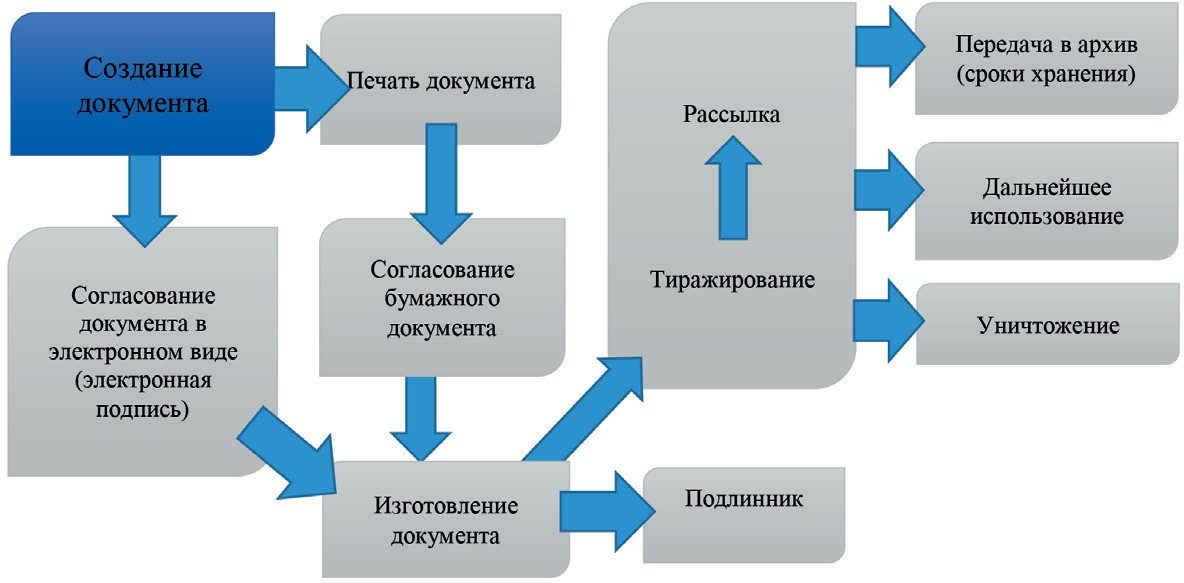 Создание
документа
Печать документа
Согласование
документа в
электронном виде
(электронная
подпись)
Согласование
бумажного
документа
Изготовление
документа
Подлинник
Рассылка
Тиражирование
Передача в архив
(сроки хранения)
Дальнейшее
использование
Уничтожение